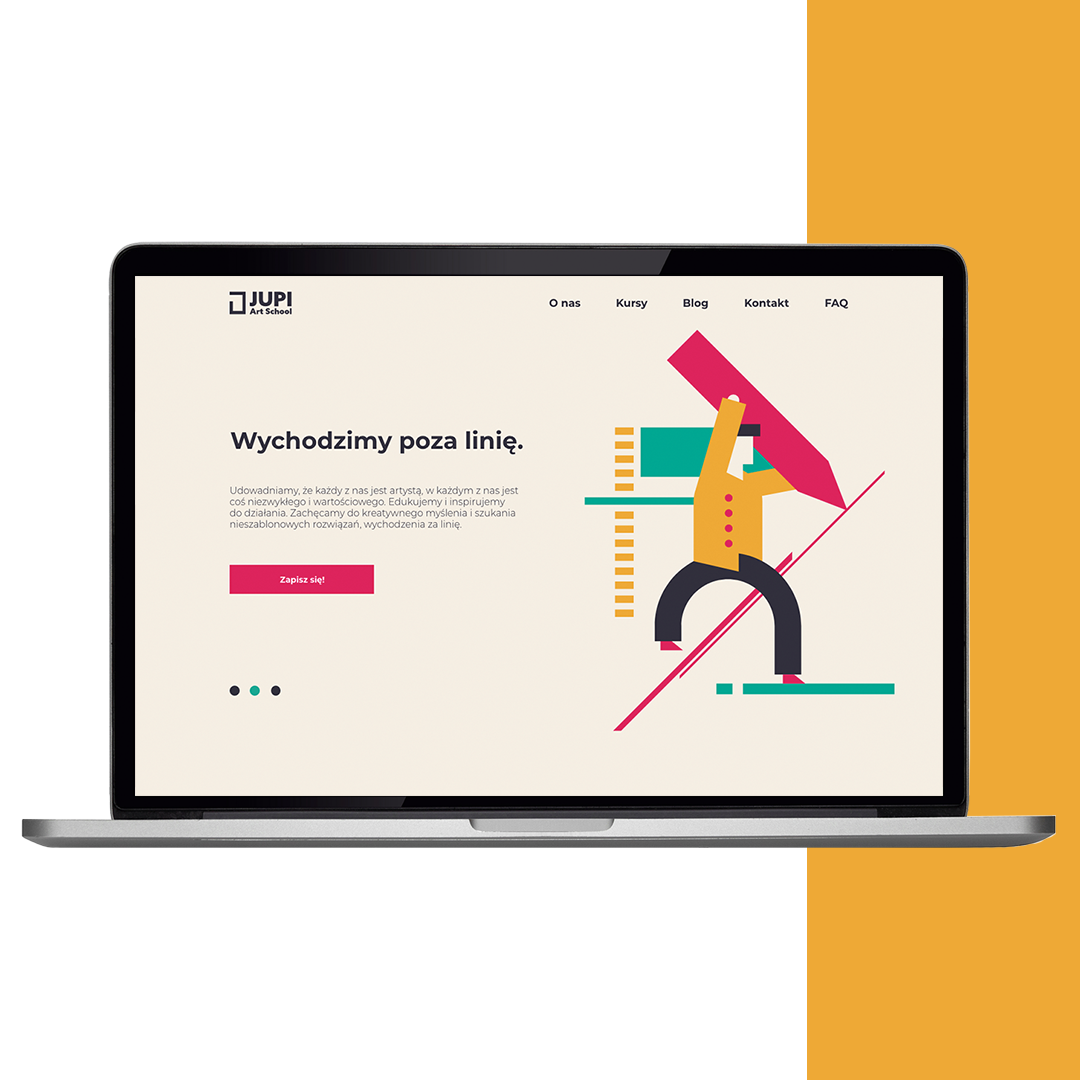 JUPI
Art School
O nas Kursy Blog Kontakt FAQ
Wychodzimy poza linię.
Udowadniamy, że każdy z nas jest artystą, w każdym z nas jest
coś niezwykłego i wartościowego. Edukujemy i inspirujemy
do działania. Zachęcamy do kreatywnego myślenia i szukania
nieszablonowych rozwiązań, wychodzenia za linię.
Zapisz się!